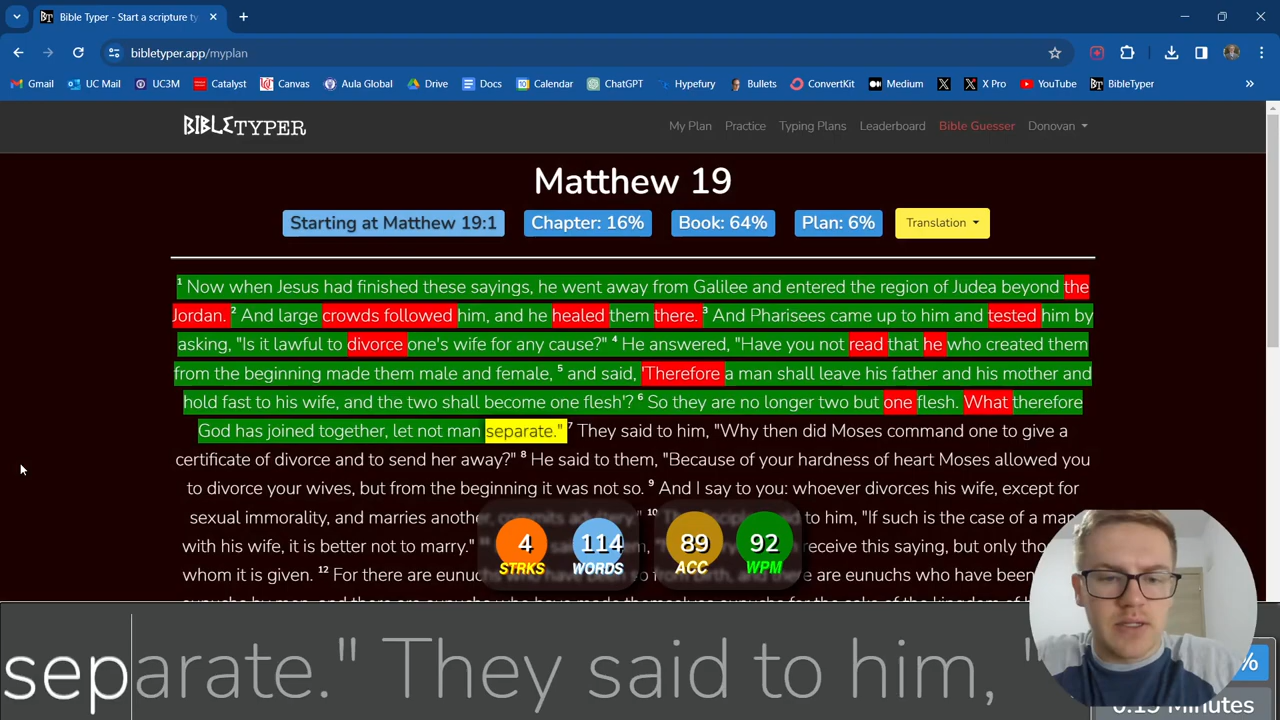 Bible Typer - Start a scripture ty
bibletyper.app/myplan
Gmail UC Mail UC3M Catalyst Canvas Aula Global Drive Docs Calendar ChatGPT Hypefury Bullets ConvertKit Medium X Pro YouTube BibleTyper
BIBLETYPER My Plan Practice Typing Plans Leaderboard Bible Guesser Donovan
Matthew 19
Starting at Matthew 19:1 Chapter: 16% Book: 64% Plan: 6% Translation
1 Now when Jesus had finished these sayings, he went away from Galilee and entered the region of Judea beyond the
Jordan. 2 And large crowds followed him, and he healed them there. 3 And Pharisees came up to him and tested him by
asking, "Is it lawful to divorce one's wife for any cause?" 4 He answered, "Have you not read that he who created them
from the beginning made them male and female, 5 and said, 'Therefore a man shall leave his father and his mother and
hold fast to his wife, and the two shall become one flesh'? 6 So they are no longer two but one flesh. What therefore
God has joined together, let not man separate." 7 They said to him, "Why then did Moses command one to give a
certificate of divorce and to send her away?" 8 He said to them, "Because of your hardness of heart Moses allowed you
to divorce your wives, but from the beginning it was not so. 9 And I say to you: whoever divorces his wife, except for
sexual immorality, and marries another, commits 10 to him, "If such is the case of a man
with his wife, it is better not to marry." receive this saying, but only
whom it is given. 12 For there are are eunuchs who have been
4 STRKS 114 WORDS 89 ACC 92 WPM
separate." They said to him, "
%
0.15 Minutes